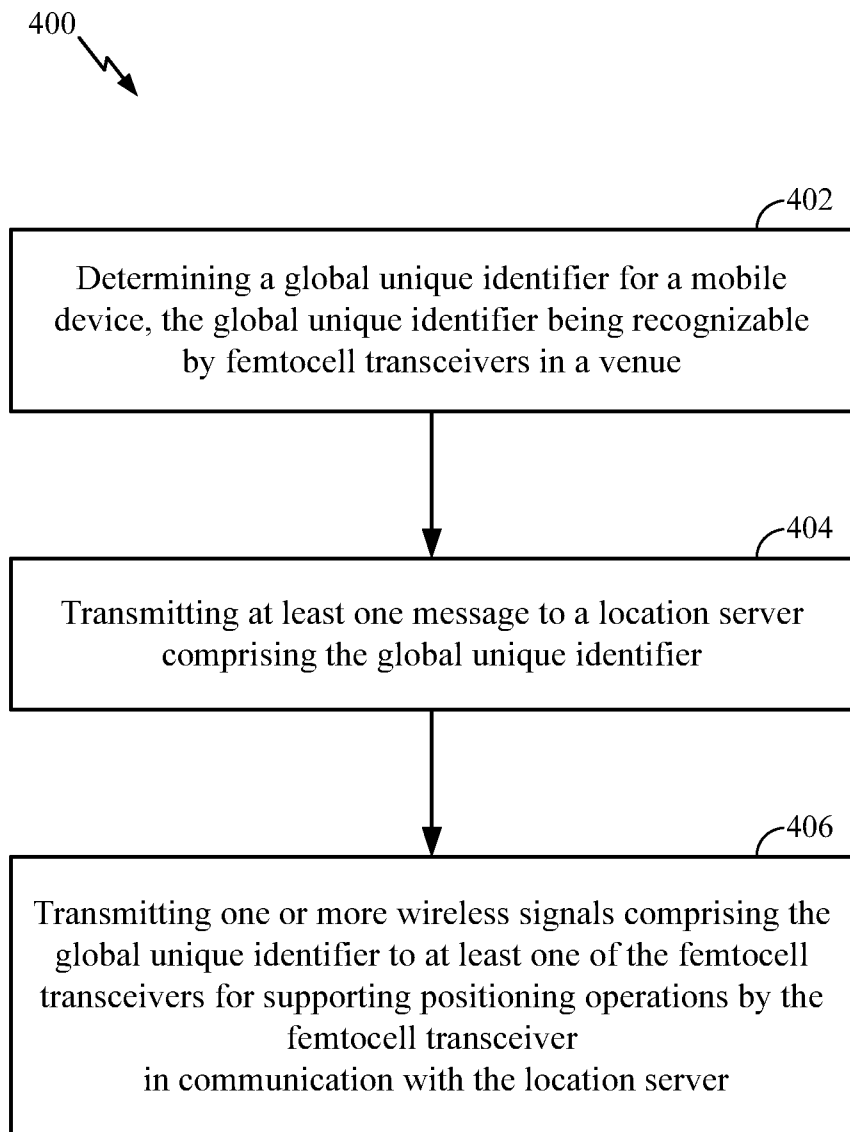 400
402
Determining a global unique identifier for a mobile
device, the global unique identifier being recognizable
by femtocell transceivers in a venue
404
Transmitting at least one message to a location server
comprising the global unique identifier
406
Transmitting one or more wireless signals comprising the
global unique identifier to at least one of the femtocell
transceivers for supporting positioning operations by the
femtocell transceiver
in communication with the location server